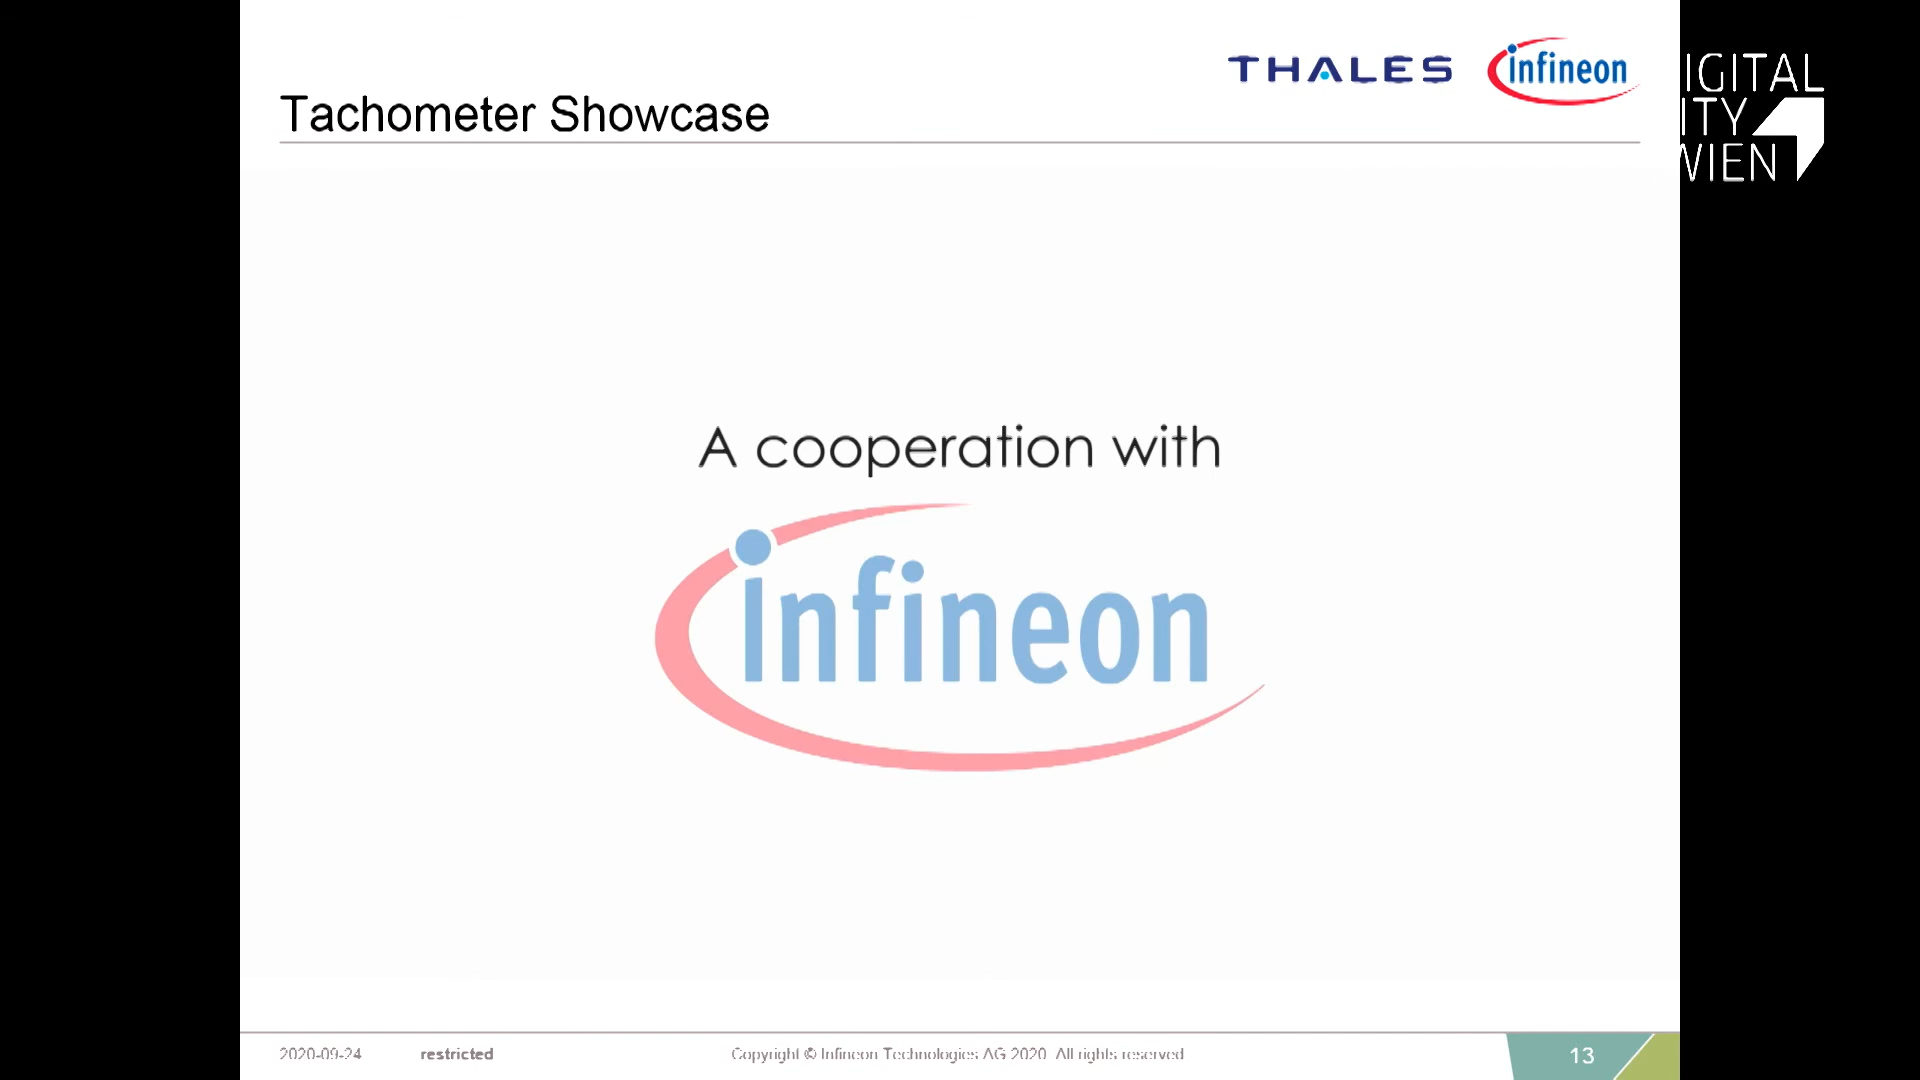 THALES
infineon
IGITAL
ITY
WIEN
Tachometer Showcase
A cooperation with
infineon
2020-09-24
restricted
Copyright © Infineon Technologies AG 2020. All rights reserved.
13